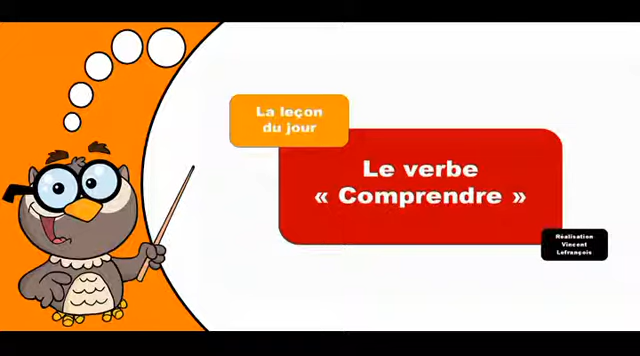 La leçon
du jour
Le verbe
« Comprendre »
Réalisation
Vincent
Lefrançois